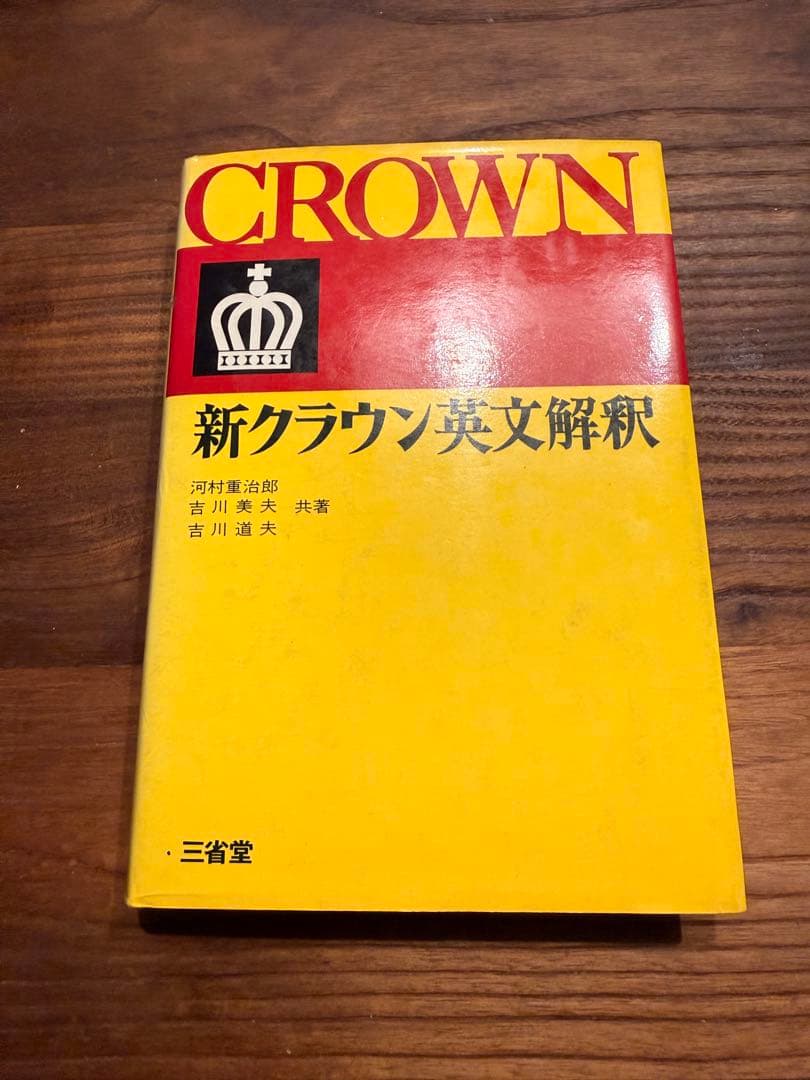 CROWN
新クラウン英文解釈
河村重治郎
吉川美夫 共著
吉川道夫
三省堂